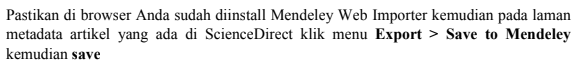 Pastikan di browser Anda sudah diinstall Mendeley Web Importer kemudian pada laman
metadata artikel yang ada di ScienceDirect klik menu Export > Save to Mendeley
kemudian save